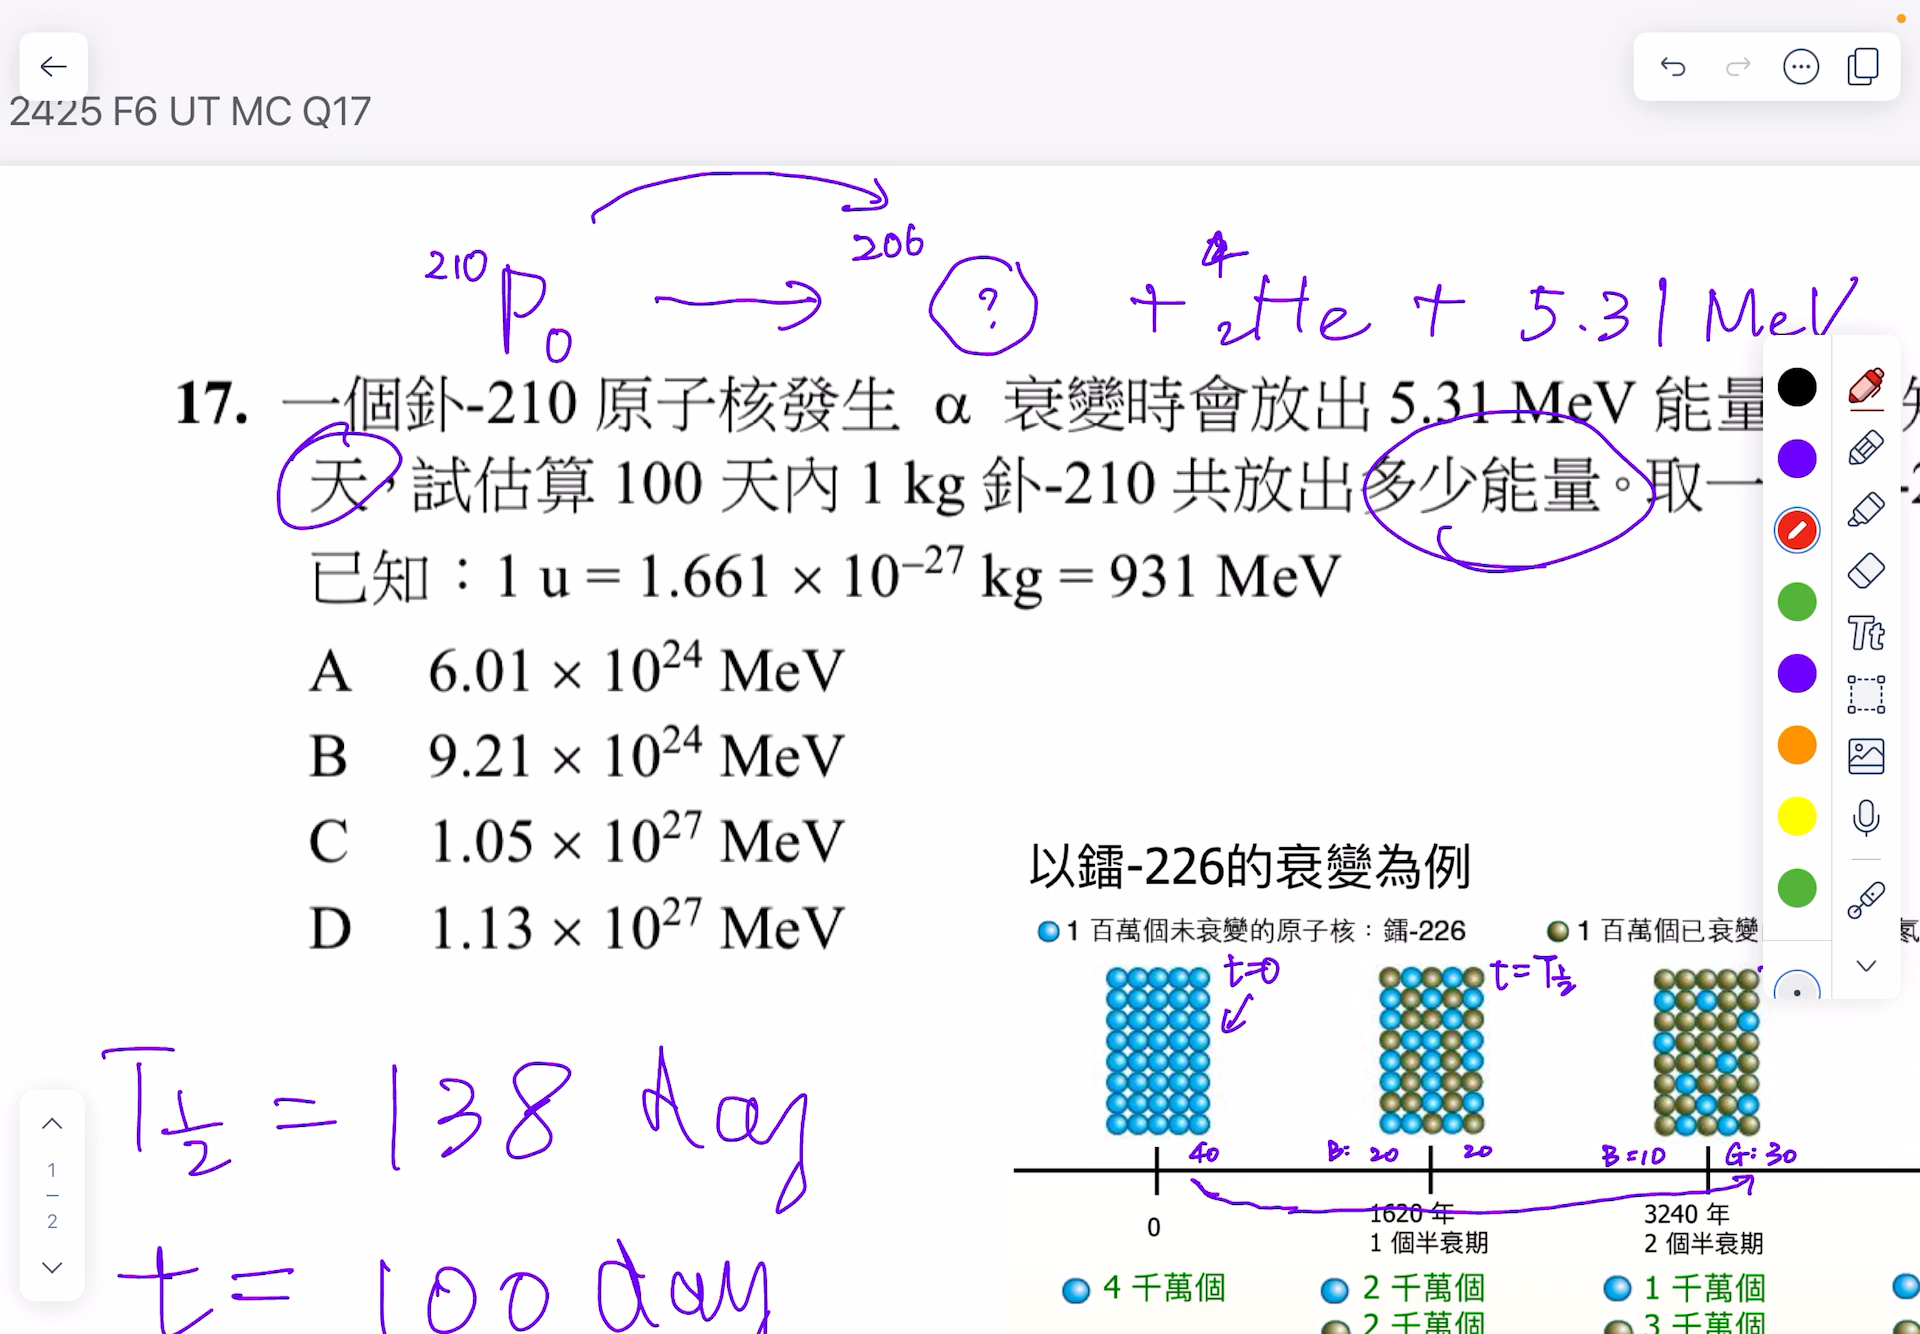 2425 F6 UT MC Q17
210 Po → 206 ? + 4 2 He + 5.31 MeV
17. 一個釙-210 原子核發生 α 衰變時會放出 5.31 MeV 能量
天，試估算 100 天內 1 kg 釙-210 共放出多少能量。取一
已知：1 u = 1.661 × 10⁻²⁷ kg = 931 MeV
A 6.01 × 10²⁴ MeV
B 9.21 × 10²⁴ MeV
C 1.05 × 10²⁷ MeV
D 1.13 × 10²⁷ MeV
以鐳-226的衰變為例
1 百萬個未衰變的原子核：鐳-226 1 百萬個已衰變
t=0 t=T½
T½ = 138 day
40 B: 20 20 B=10 G: 30
0 1620 年 3240 年
1 個半衰期 2 個半衰期
t = 100 day
4 千萬個 2 千萬個 1 千萬個
2 千萬個 3 千萬個
Tt
1
2